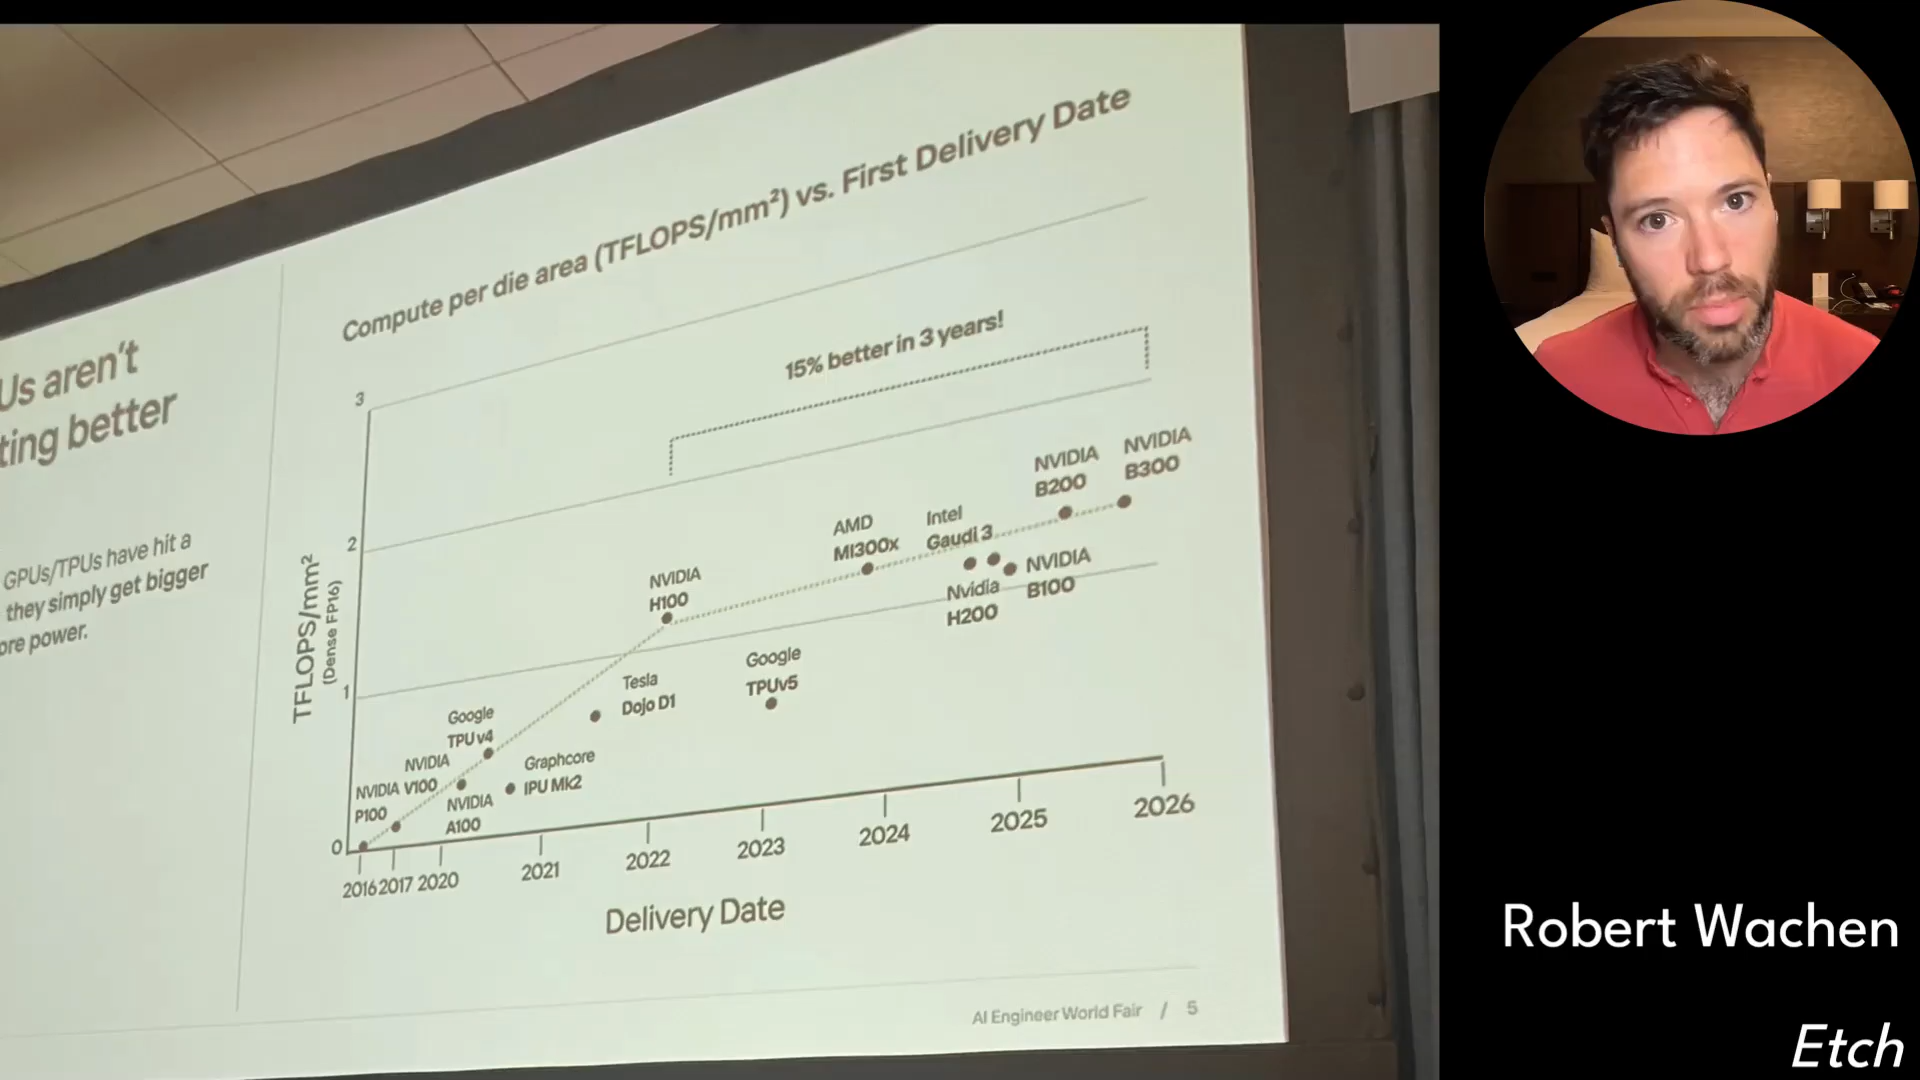 Us aren't
ting better
GPUs/TPUs have hit a
they simply get bigger
ore power.
Compute per die area (TFLOPS/mm²) vs. First Delivery Date
15% better in 3 years!
TFLOPS/mm²
(Dense FP16)
3
2
1
0
NVIDIA
P100
NVIDIA
V100
Google
TPU v4
NVIDIA
A100
Graphcore
IPU Mk2
Tesla
Dojo D1
NVIDIA
H100
Google
TPUv5
AMD
MI300x
Intel
Gaudi 3
Nvidia
H200
NVIDIA
B100
NVIDIA
B200
NVIDIA
B300
2016
2017
2020
2021
2022
2023
2024
2025
2026
Delivery Date
AI Engineer World Fair / 5
Robert Wachen
Etch